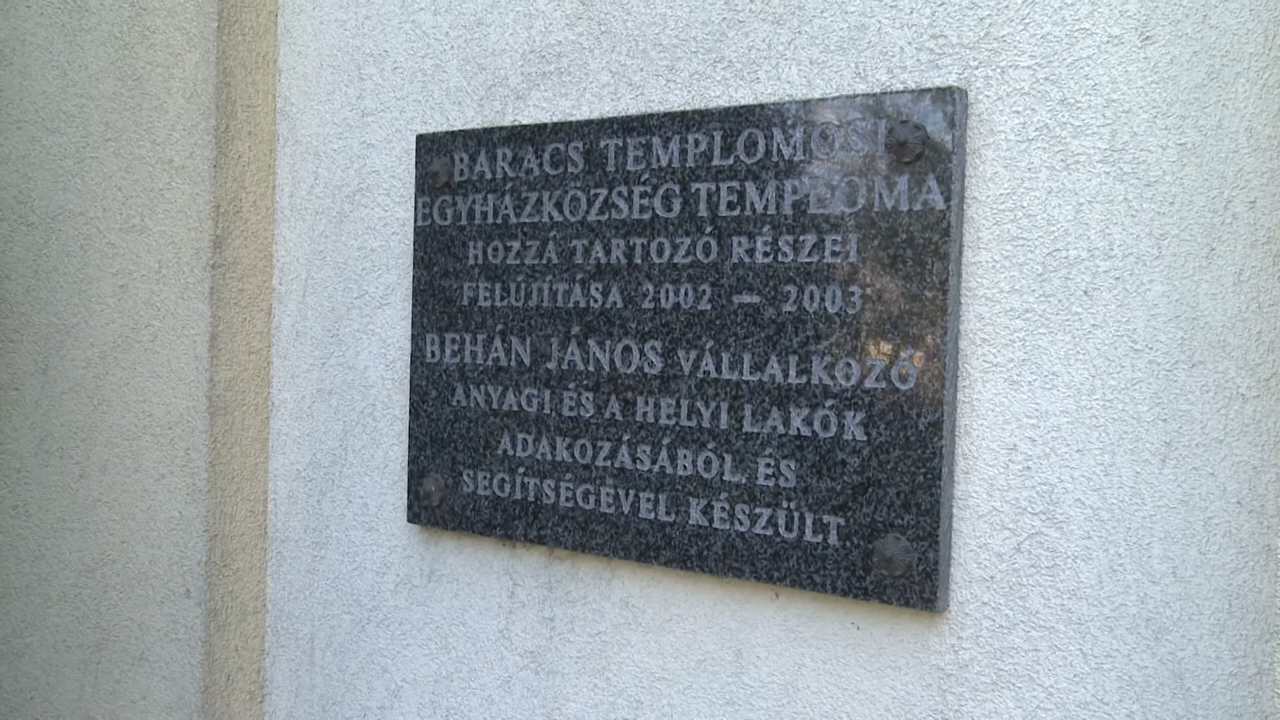 BARACS TEMPLOMOSI
EGYHÁZKÖZSÉG TEMPLOMA
HOZZÁ TARTOZÓ RÉSZEI
FELÚJÍTÁSA 2002 – 2003
BEHÁN JÁNOS VÁLLALKOZÓ
ANYAGI ÉS A HELYI LAKÓK
ADAKOZÁSÁBÓL ÉS
SEGÍTSÉGÉVEL KÉSZÜLT